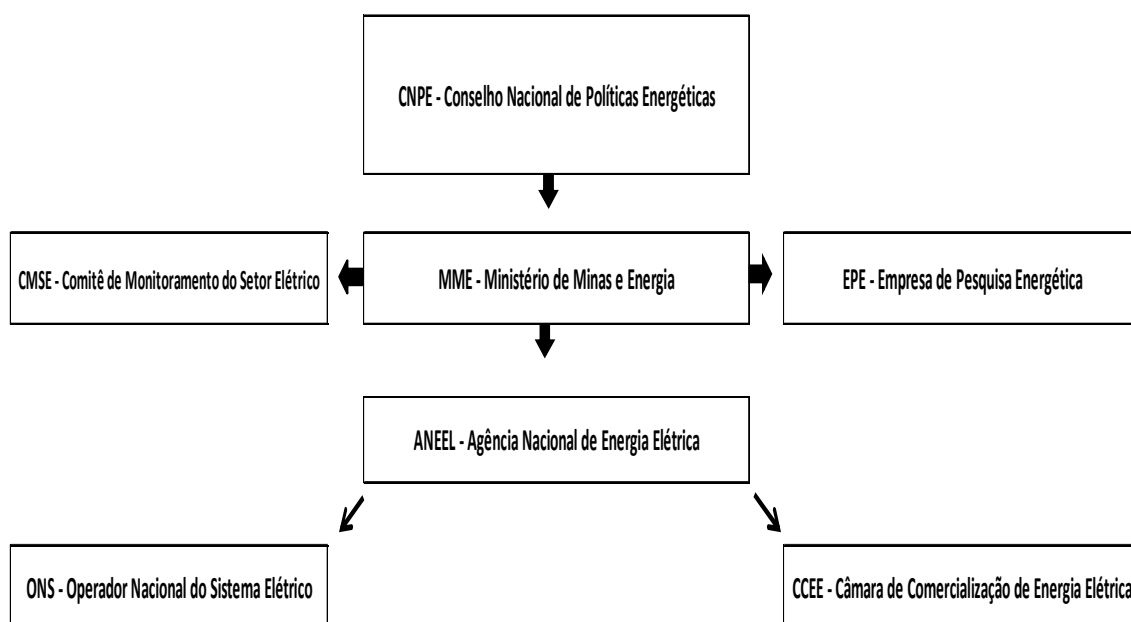 CNPE - Conselho Nacional de Políticas Energéticas
CMSE - Comitê de Monitoramento do Setor Elétrico
MME - Ministério de Minas e Energia
EPE - Empresa de Pesquisa Energética
ANEEL - Agência Nacional de Energia Elétrica
ONS - Operador Nacional do Sistema Elétrico
CCEE - Câmara de Comercialização de Energia Elétrica